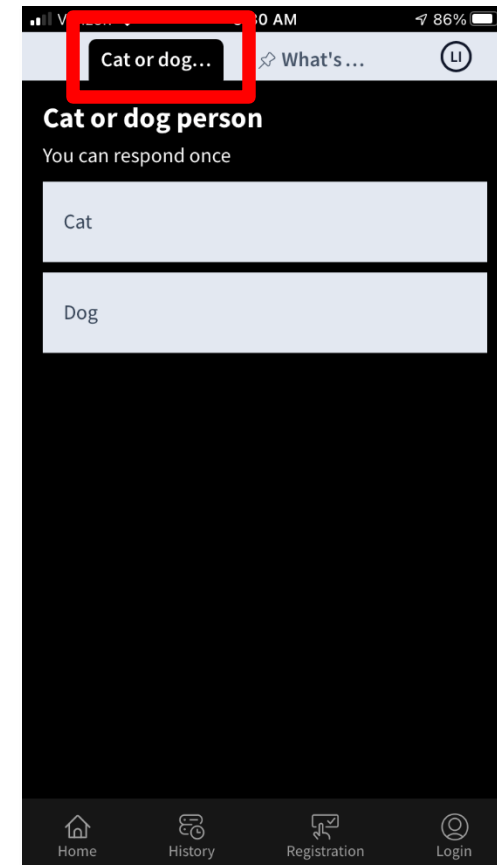 AM 86%
Cat or dog... What's ... LI
Cat or dog person
You can respond once
Cat
Dog
Home History Registration Login